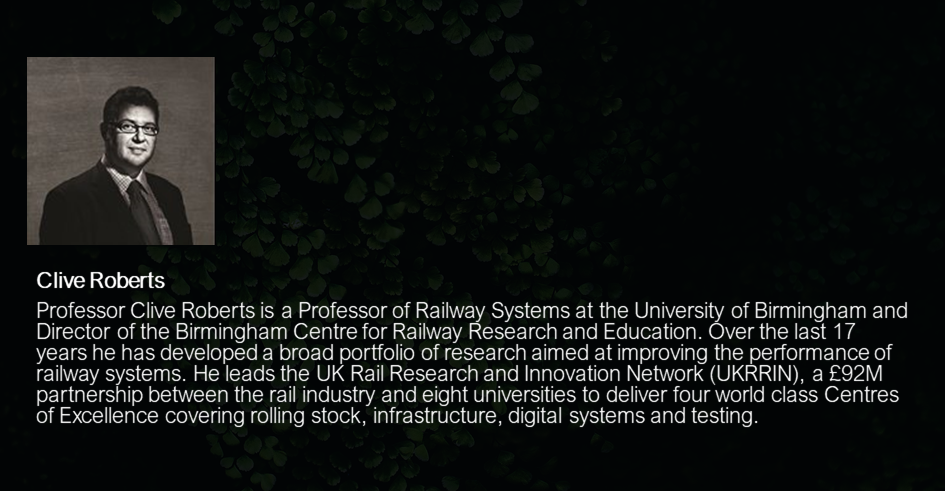 Clive Roberts
Professor Clive Roberts is a Professor of Railway Systems at the University of Birmingham and
Director of the Birmingham Centre for Railway Research and Education. Over the last 17
years he has developed a broad portfolio of research aimed at improving the performance of
railway systems. He leads the UK Rail Research and Innovation Network (UKRRIN), a £92M
partnership between the rail industry and eight universities to deliver four world class Centres
of Excellence covering rolling stock, infrastructure, digital systems and testing.